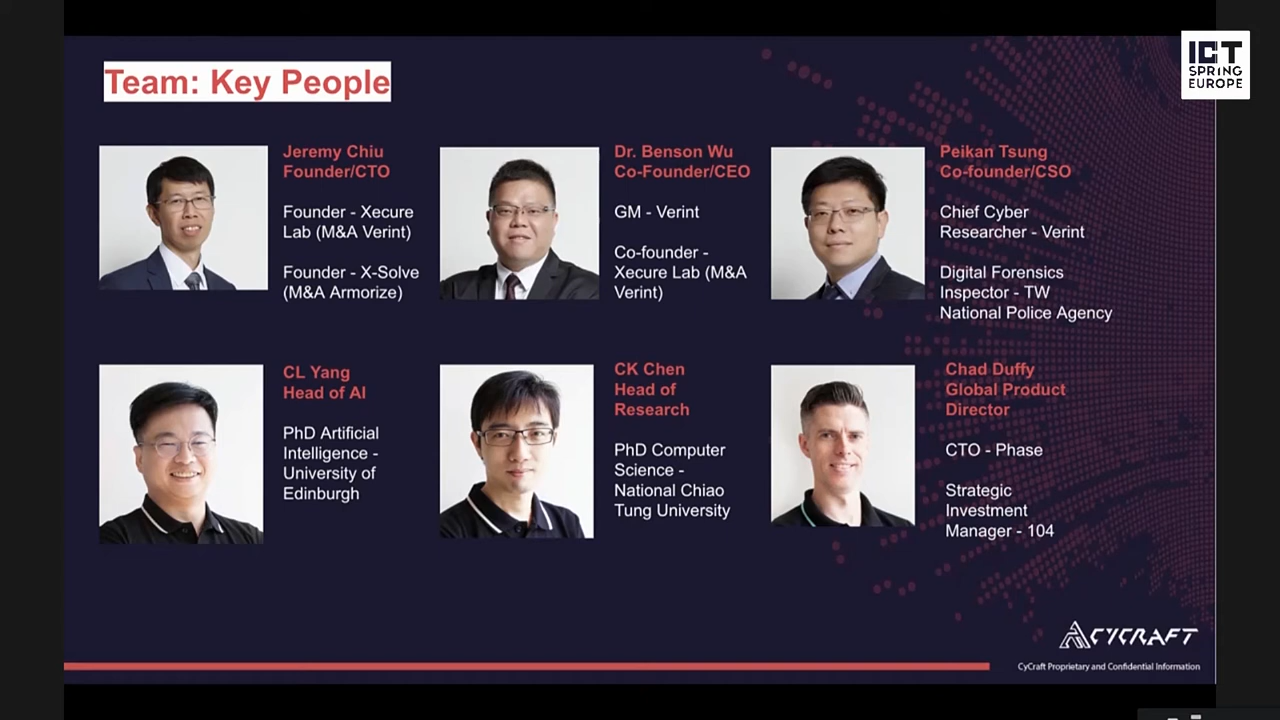 ICT
SPRING
EUROPE
Team: Key People
Jeremy Chiu
Founder/CTO
Founder - Xecure
Lab (M&A Verint)
Founder - X-Solve
(M&A Armorize)
Dr. Benson Wu
Co-Founder/CEO
GM - Verint
Co-founder -
Xecure Lab (M&A
Verint)
Peikan Tsung
Co-founder/CSO
Chief Cyber
Researcher - Verint
Digital Forensics
Inspector - TW
National Police Agency
CL Yang
Head of AI
PhD Artificial
Intelligence -
University of
Edinburgh
CK Chen
Head of
Research
PhD Computer
Science -
National Chiao
Tung University
Chad Duffy
Global Product
Director
CTO - Phase
Strategic
Investment
Manager - 104
CYCRAFT
CyCraft Proprietary and Confidential Information